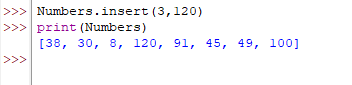 >>> Numbers.insert(3,120)
>>> print(Numbers)
[38, 30, 8, 120, 91, 45, 49, 100]
>>>